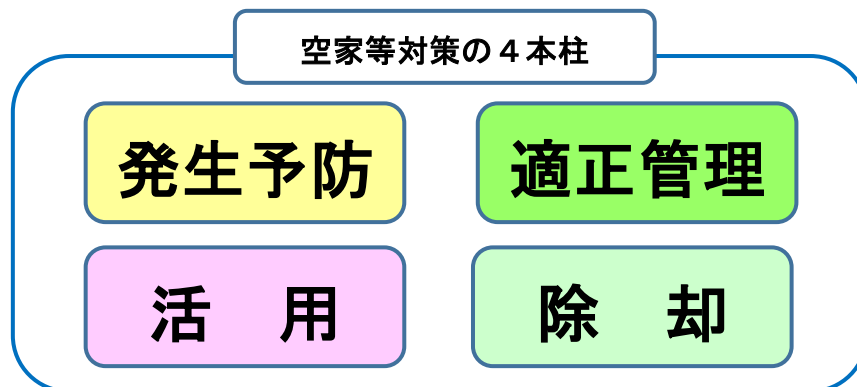 空家等対策の４本柱
発生予防
適正管理
活　用
除　却